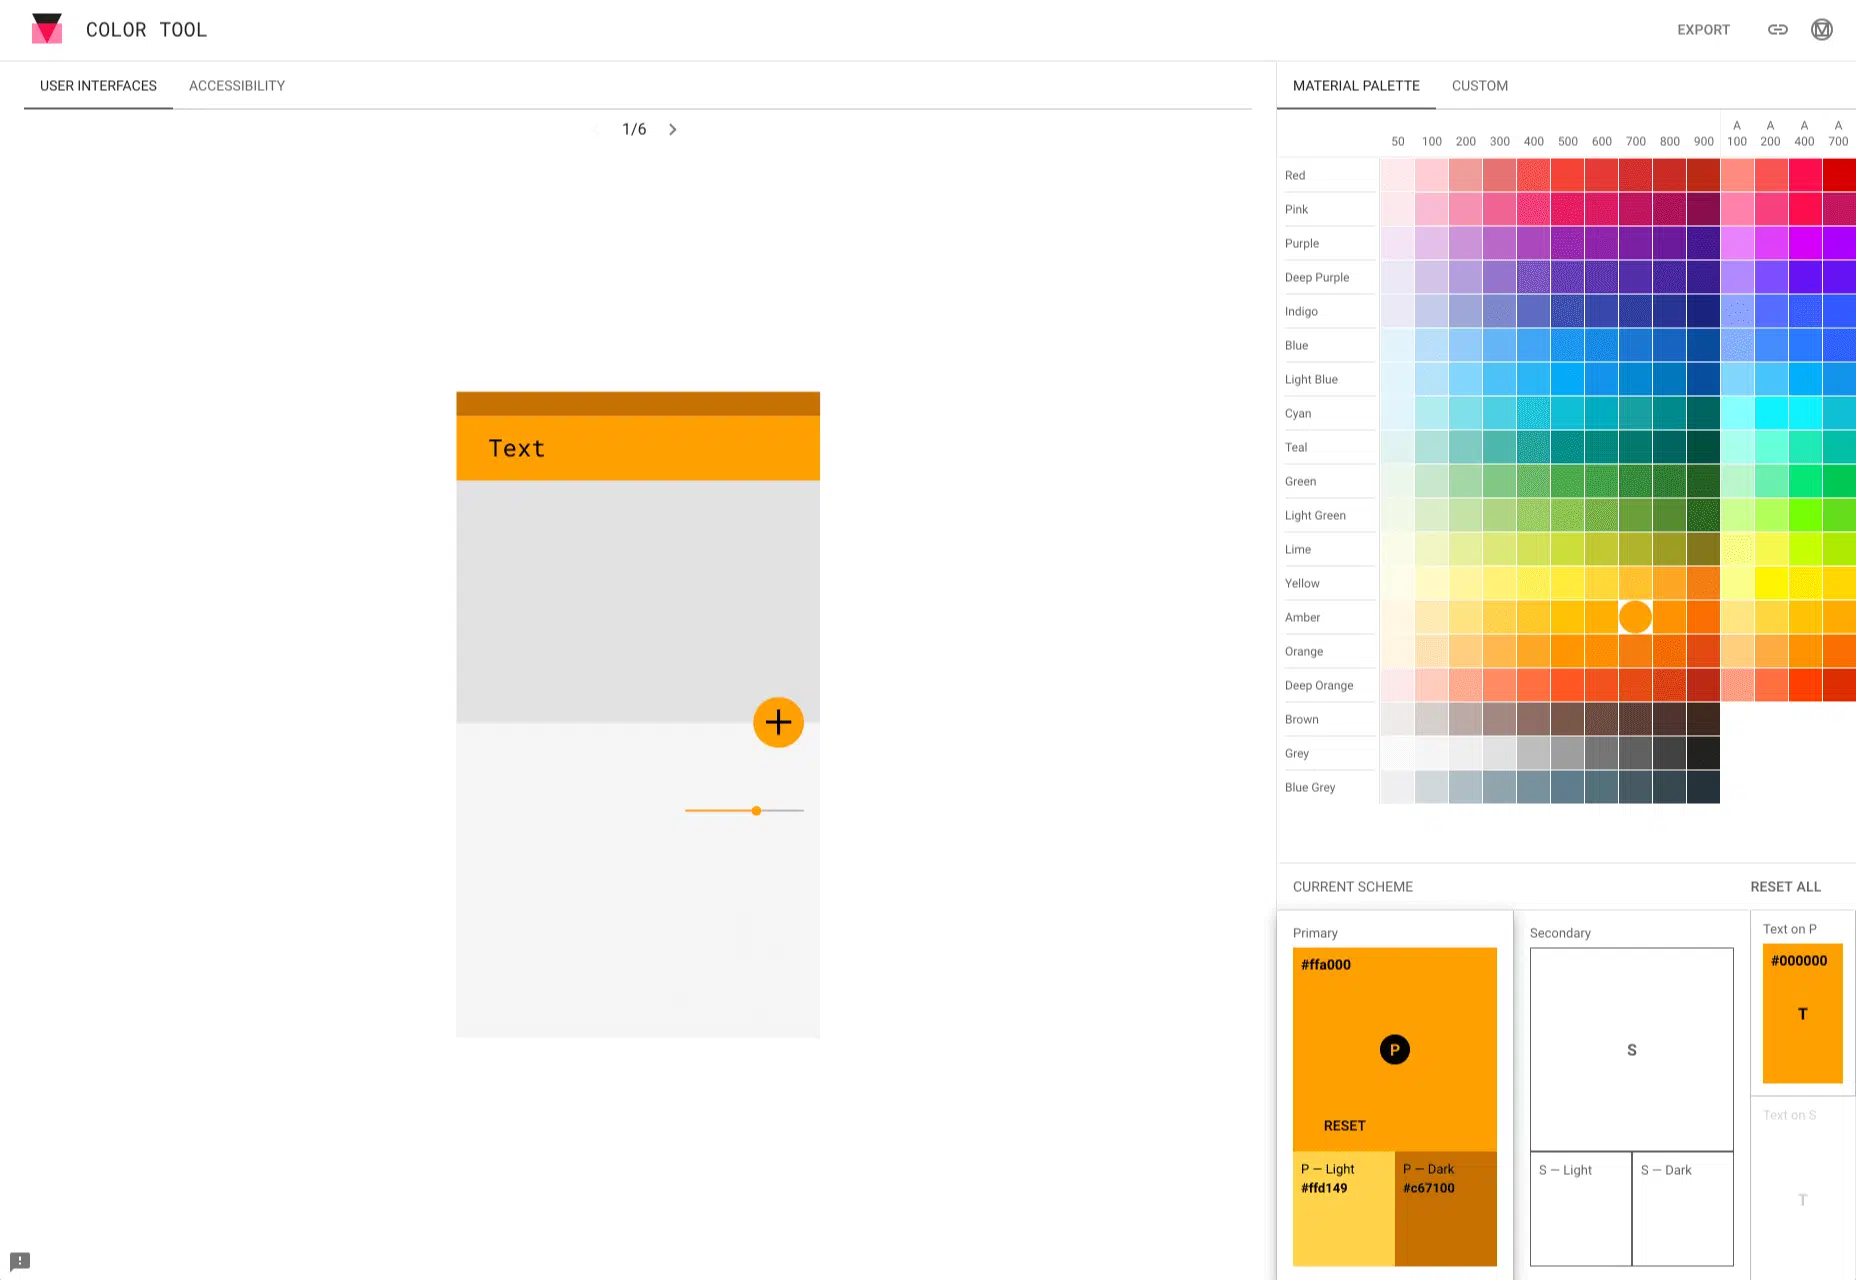 COLOR TOOL
EXPORT
USER INTERFACES ACCESSIBILITY
1/6
Text
MATERIAL PALETTE CUSTOM
A A A A
50 100 200 300 400 500 600 700 800 900 100 200 400 700
Red
Pink
Purple
Deep Purple
Indigo
Blue
Light Blue
Cyan
Teal
Green
Light Green
Lime
Yellow
Amber
Orange
Deep Orange
Brown
Grey
Blue Grey
CURRENT SCHEME RESET ALL
Primary
#ffa000
P
RESET
P — Light
#ffd149
P — Dark
#c67100
Secondary
S
S — Light
S — Dark
Text on P
#000000
T
Text on S
T